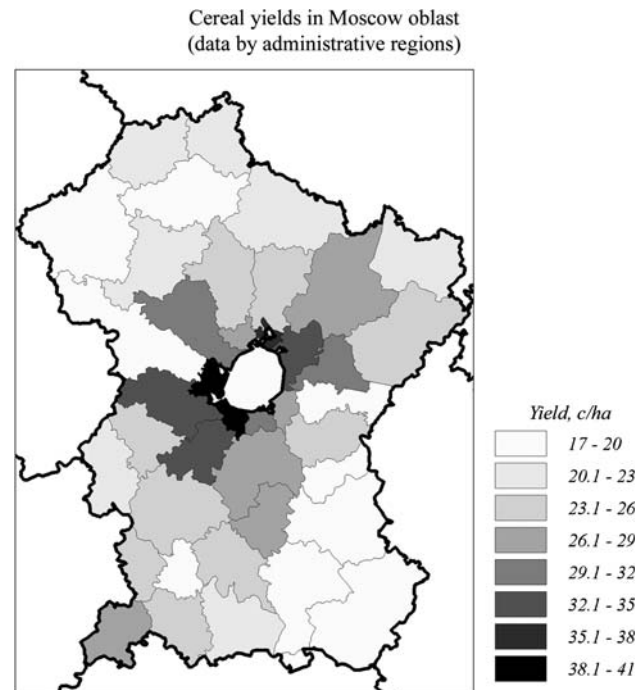 Cereal yields in Moscow oblast
(data by administrative regions)
Yield, c/ha
17 - 20
20.1 - 23
23.1 - 26
26.1 - 29
29.1 - 32
32.1 - 35
35.1 - 38
38.1 - 41